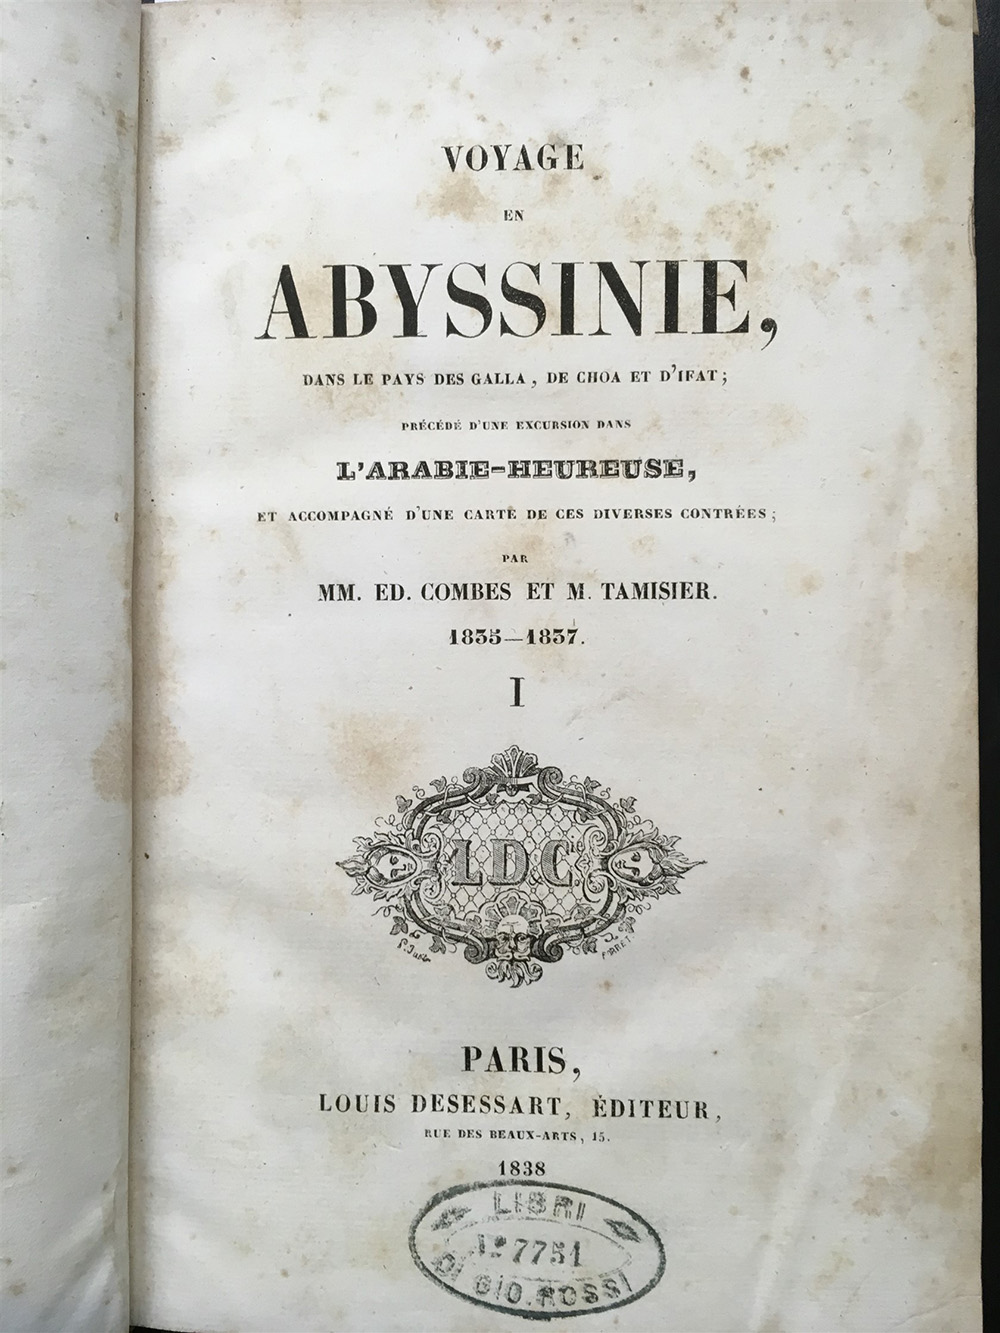 VOYAGE
EN
ABYSSINIE,
DANS LE PAYS DES GALLA, DE CHOA ET D'IFAT;
PRÉCÉDÉ D'UNE EXCURSION DANS
L'ARABIE-HEUREUSE,
ET ACCOMPAGNÉ D'UNE CARTE DE CES DIVERSES CONTRÉES;
PAR
MM. ED. COMBES ET M. TAMISIER.
1835—1837.
I
LD&Cie
PARIS,
LOUIS DESESSART, ÉDITEUR,
RUE DES BEAUX-ARTS, 15.
1838
LIBRI
No 7751
DI GIO. ROSSI